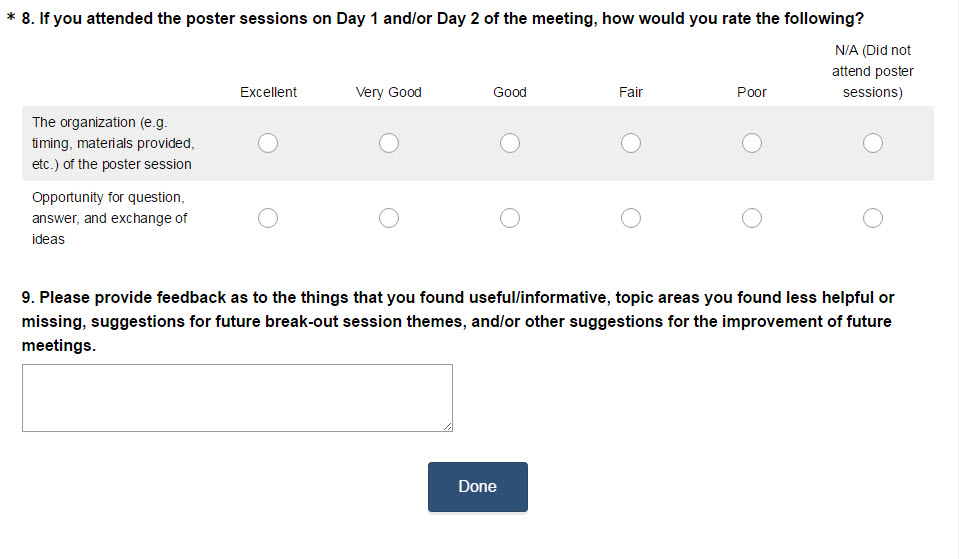 * 8. If you attended the poster sessions on Day 1 and/or Day 2 of the meeting, how would you rate the following?
N/A (Did not
attend poster
Excellent Very Good Good Fair Poor sessions)
The organization (e.g.
timing, materials provided,
etc.) of the poster session
Opportunity for question,
answer, and exchange of
ideas
9. Please provide feedback as to the things that you found useful/informative, topic areas you found less helpful or
missing, suggestions for future break-out session themes, and/or other suggestions for the improvement of future
meetings.
Done